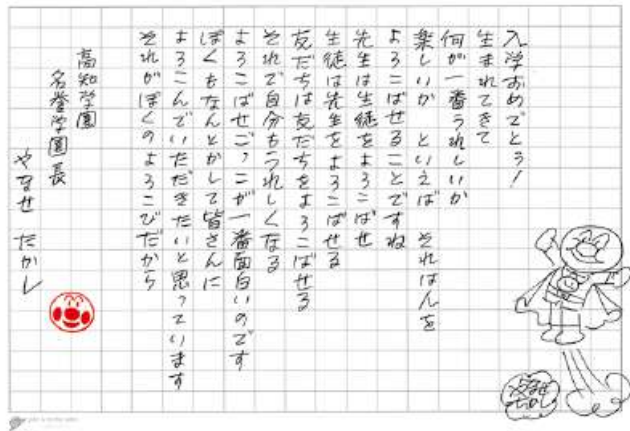 入学おめでとう!
生まれてきて
何が一番うれしいか
楽しいか といえば それは人を
よろこばせることですね
先生は生徒をよろこばせ
生徒は先生をよろこばせる
友だちは友だちをよろこばせる
それで自分もうれしくなる
よろこばせごっこが一番面白いのです
ぼくもなんとかして皆さんに
よろこんでいただきたいと思っています
それがぼくのよろこびだから
高知学園
名誉学園長
やなせ たかし